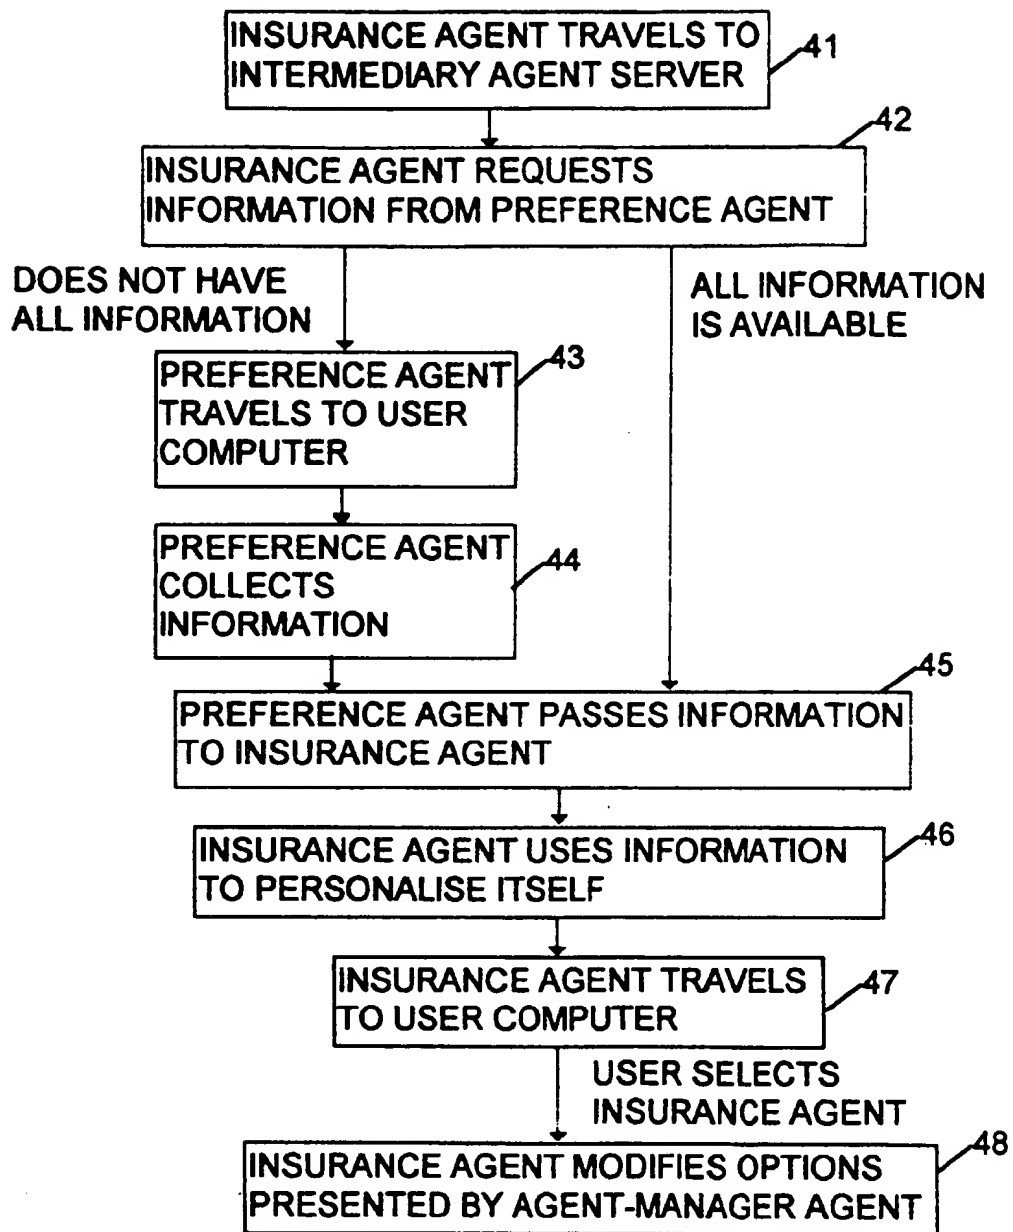 INSURANCE AGENT TRAVELS TO
INTERMEDIARY AGENT SERVER
41
42
INSURANCE AGENT REQUESTS
INFORMATION FROM PREFERENCE AGENT
DOES NOT HAVE
ALL INFORMATION
ALL INFORMATION
IS AVAILABLE
43
PREFERENCE AGENT
TRAVELS TO USER
COMPUTER
PREFERENCE AGENT
COLLECTS
INFORMATION
44
45
PREFERENCE AGENT PASSES INFORMATION
TO INSURANCE AGENT
46
INSURANCE AGENT USES INFORMATION
TO PERSONALISE ITSELF
INSURANCE AGENT TRAVELS
TO USER COMPUTER
47
USER SELECTS
INSURANCE AGENT
48
INSURANCE AGENT MODIFIES OPTIONS
PRESENTED BY AGENT-MANAGER AGENT